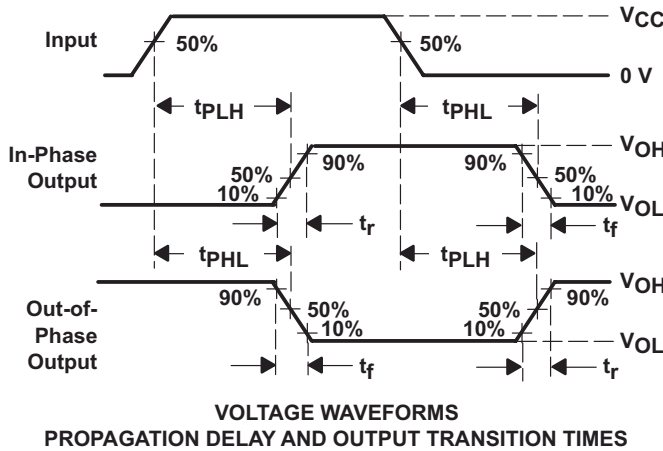 Input
50%
50%
VCC
0 V
tPLH
tPHL
In-Phase
Output
50%
10%
90%
90%
50%
10%
VOH
VOL
tr
tf
tPHL
tPLH
Out-of-
Phase
Output
90%
50%
10%
50%
10%
90%
VOH
VOL
tf
tr
VOLTAGE WAVEFORMS
PROPAGATION DELAY AND OUTPUT TRANSITION TIMES